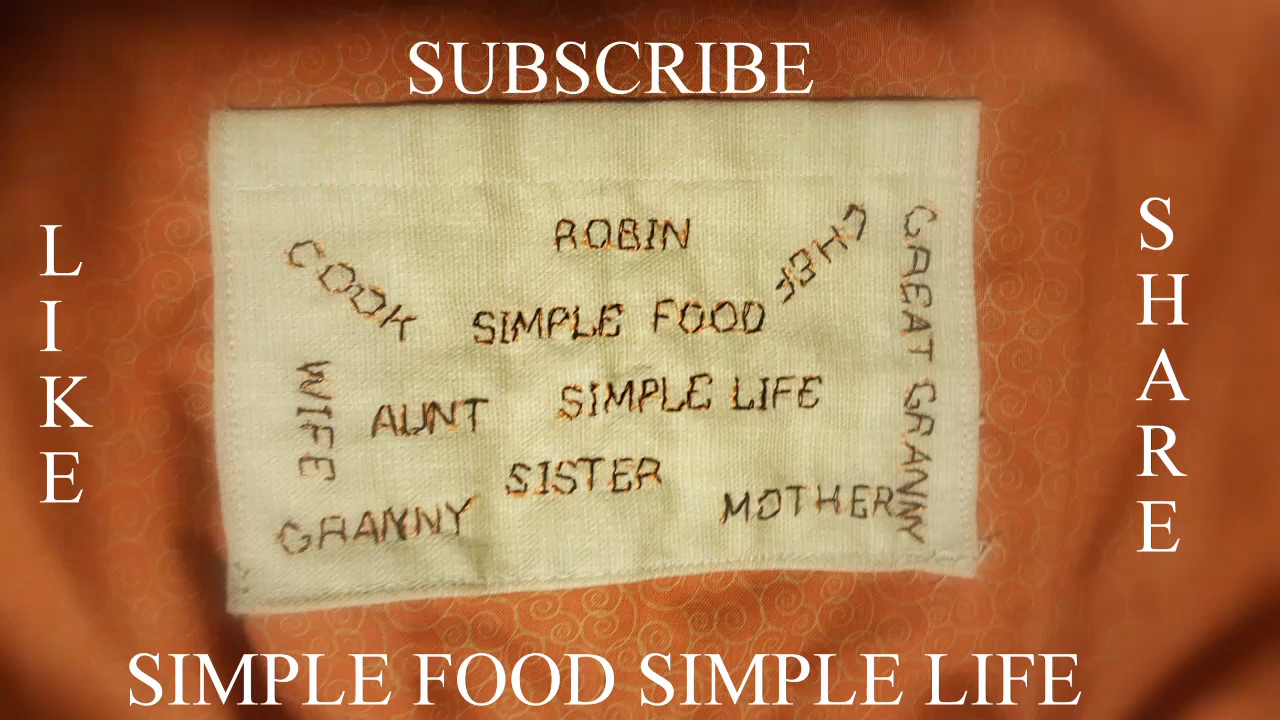 SUBSCRIBE
LIKE
SHARE
ROBIN
COOK
CHEF
GREAT GRANNY
SIMPLE FOOD
WIFE
AUNT
SIMPLE LIFE
SISTER
GRANNY
MOTHER
SIMPLE FOOD SIMPLE LIFE